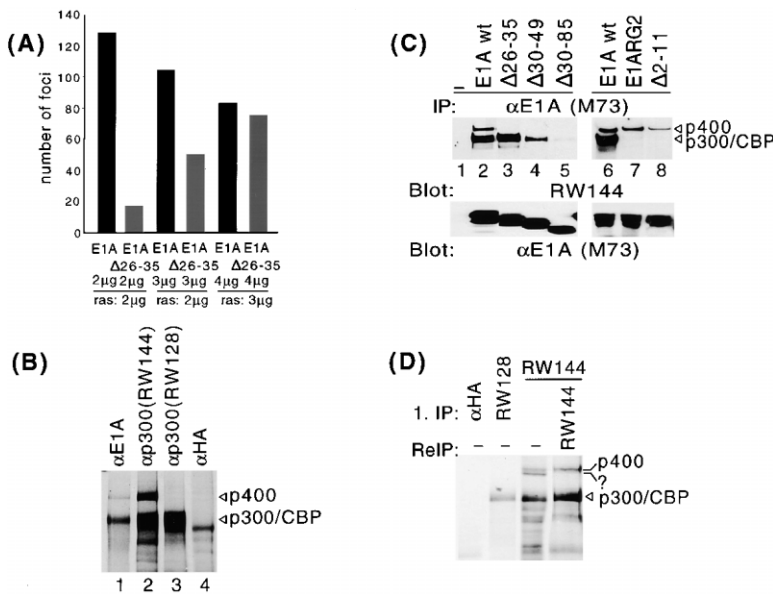 (A)
number of foci
140
120
100
80
60
40
20
0
E1A E1A E1A E1A E1A E1A
Δ26-35 Δ26-35 Δ26-35
2μg 2μg 3μg 3μg 4μg 4μg
ras: 2μg ras: 2μg ras: 3μg
(B)
αE1A
αp300(RW144)
αp300(RW128)
αHA
p400
p300/CBP
1 2 3 4
(C)
–
E1A wt
Δ26-35
Δ30-49
Δ30-85
E1A wt
E1ARG2
Δ2-11
IP: αE1A (M73)
p400
p300/CBP
1 2 3 4 5 6 7 8
Blot: RW144
Blot: αE1A (M73)
(D)
RW144
1. IP: αHA RW128
ReIP: – – – RW144
p400
?
p300/CBP